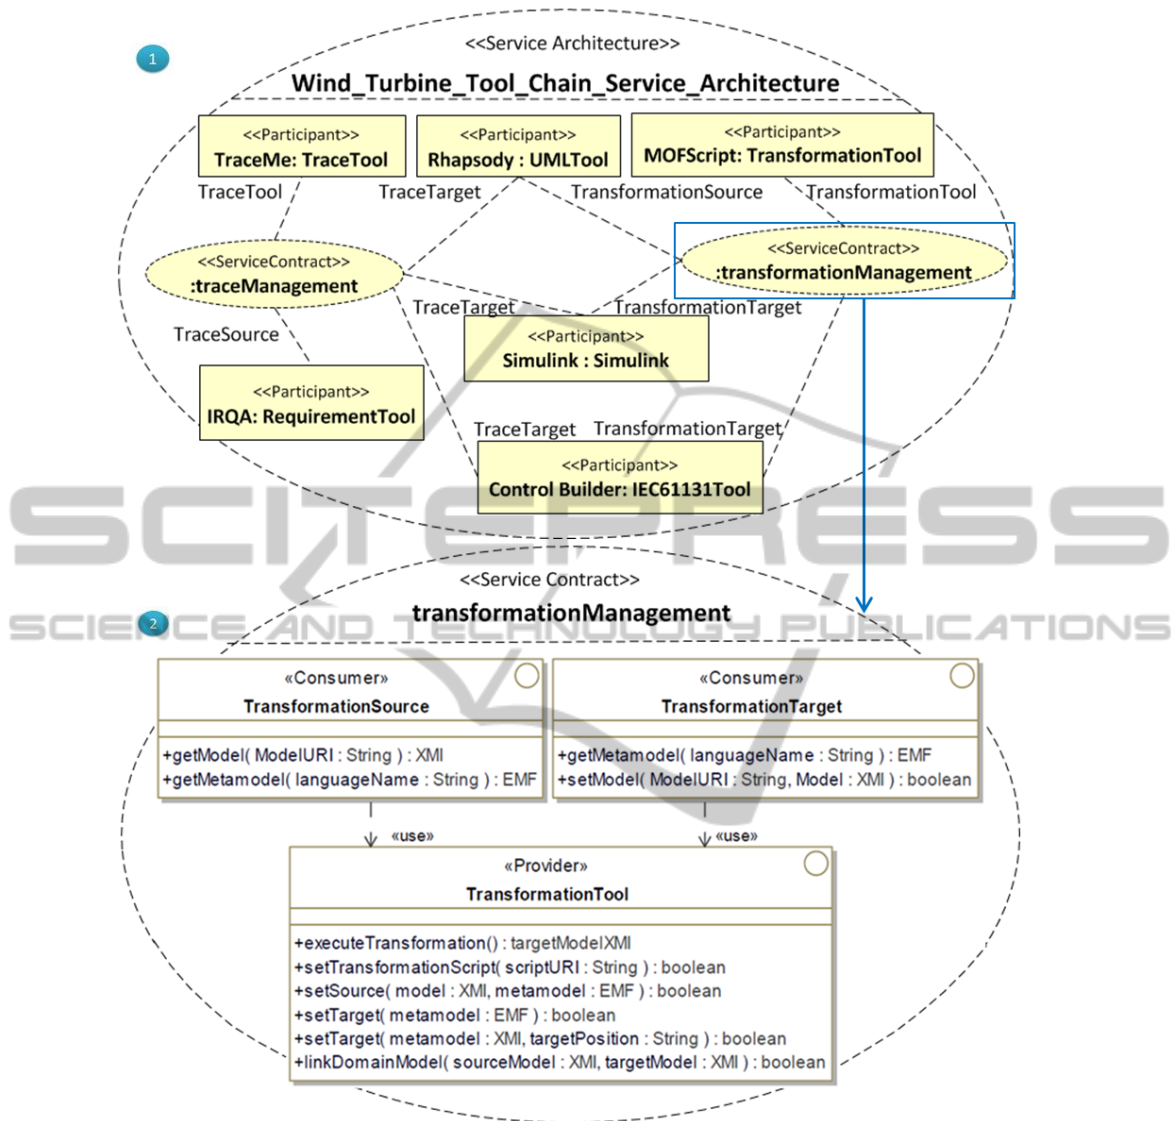 1
<<Service Architecture>>
Wind_Turbine_Tool_Chain_Service_Architecture
<<Participant>>
TraceMe: TraceTool
<<Participant>>
Rhapsody : UMLTool
<<Participant>>
MOFScript: TransformationTool
TraceTool
TraceTarget
TransformationSource
TransformationTool
<<ServiceContract>>
:traceManagement
<<ServiceContract>>
:transformationManagement
TraceTarget
TransformationTarget
TraceSource
<<Participant>>
Simulink : Simulink
<<Participant>>
IRQA: RequirementTool
TraceTarget
TransformationTarget
<<Participant>>
Control Builder: IEC61131Tool
SCITEPRESS
SCIENCE AND TECHNOLOGY PUBLICATIONS
2
<<Service Contract>>
transformationManagement
«Consumer»
TransformationSource
+getModel( ModelURI : String ) : XMI
+getMetamodel( languageName : String ) : EMF
«Consumer»
TransformationTarget
+getMetamodel( languageName : String ) : EMF
+setModel( ModelURI : String, Model : XMI ) : boolean
«use»
«use»
«Provider»
TransformationTool
+executeTransformation() : targetModelXMI
+setTransformationScript( scriptURI : String ) : boolean
+setSource( model : XMI, metamodel : EMF ) : boolean
+setTarget( metamodel : EMF ) : boolean
+setTarget( metamodel : XMI, targetPosition : String ) : boolean
+linkDomainModel( sourceModel : XMI, targetModel : XMI ) : boolean